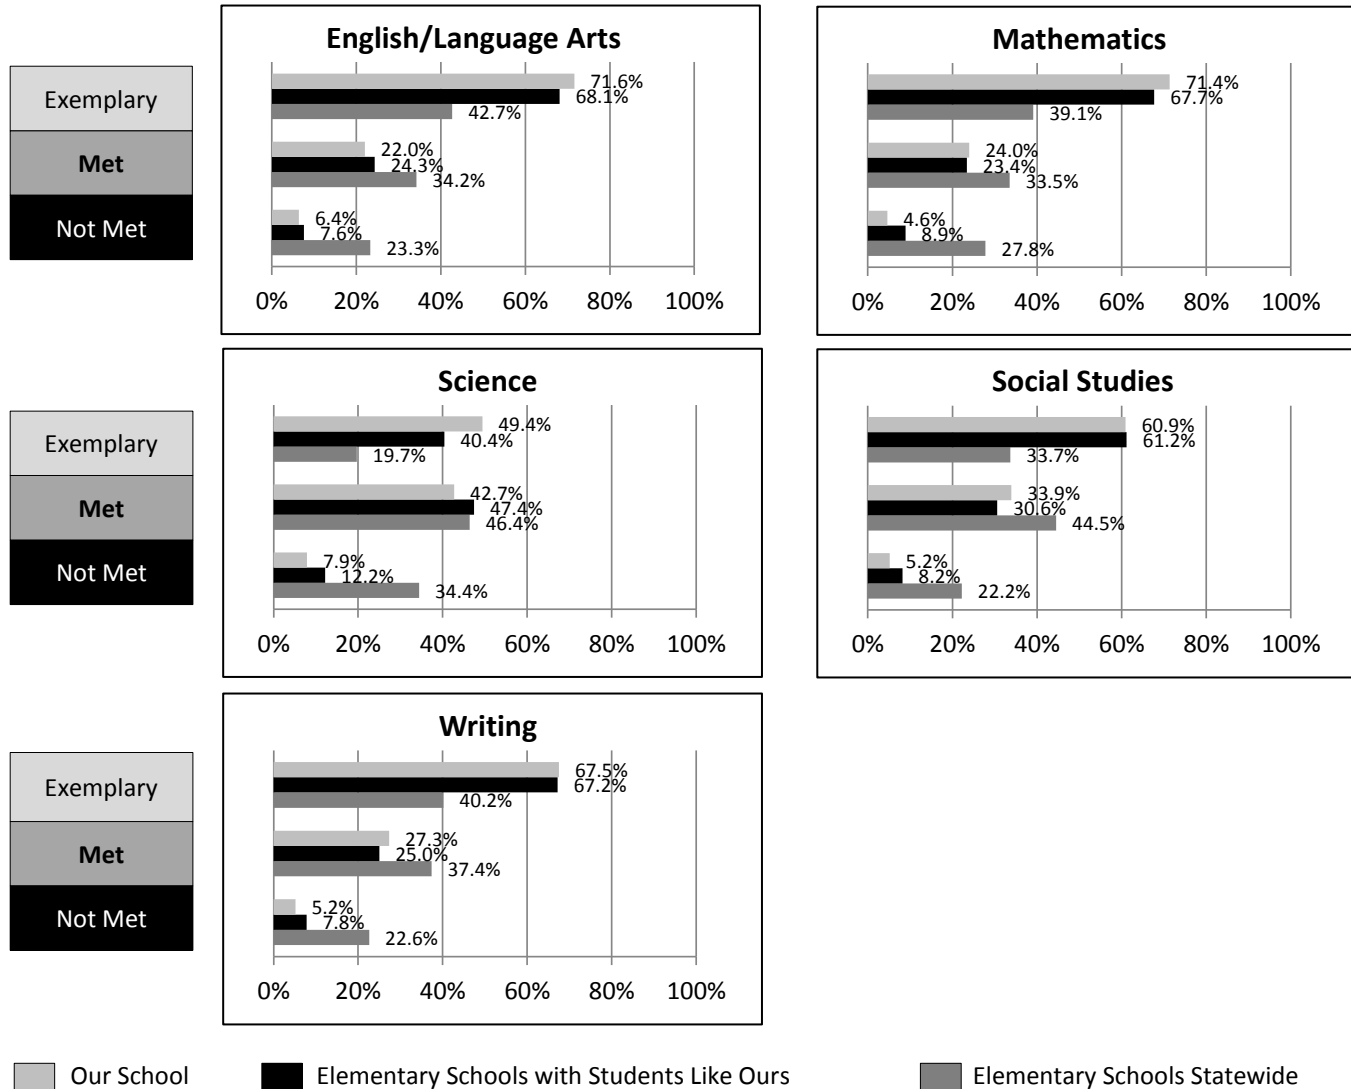 English/Language Arts
Exemplary
Met
Not Met
71.6%
68.1%
42.7%
22.0%
24.3%
34.2%
6.4%
7.6%
23.3%
0% 20% 40% 60% 80% 100%
Mathematics
71.4%
67.7%
39.1%
24.0%
23.4%
33.5%
4.6%
8.9%
27.8%
0% 20% 40% 60% 80% 100%
Science
Exemplary
Met
Not Met
49.4%
40.4%
19.7%
42.7%
47.4%
46.4%
7.9%
12.2%
34.4%
0% 20% 40% 60% 80% 100%
Social Studies
60.9%
61.2%
33.7%
33.9%
30.6%
44.5%
5.2%
8.2%
22.2%
0% 20% 40% 60% 80% 100%
Writing
Exemplary
Met
Not Met
67.5%
67.2%
40.2%
27.3%
25.0%
37.4%
5.2%
7.8%
22.6%
0% 20% 40% 60% 80% 100%
Our School
Elementary Schools with Students Like Ours
Elementary Schools Statewide